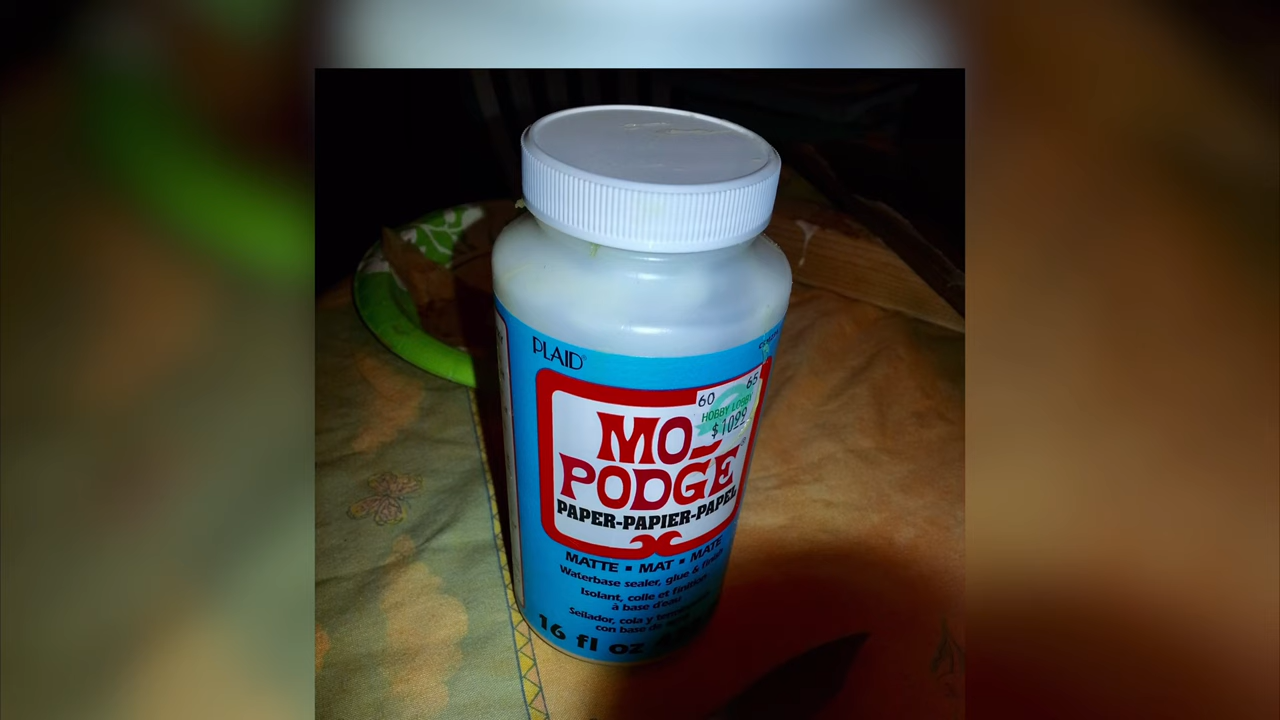 PLAID®
60 65
HOBBY LOBBY
$10.99
MO
PODGE
PAPER-PAPIER-PAPEL
MATTE ▪ MAT ▪ MATE
Waterbase sealer, glue & finish
Isolant, colle et finition
à base d'eau
Sellador, cola y
con base de
16 fl oz